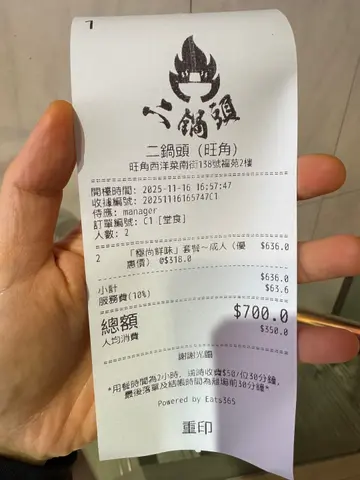 二鍋頭
二鍋頭 (旺角)
旺角西洋菜南街138號福苑2樓
開檯時間: 2025-11-16 16:57:47
收據編號: 20251116165747C1
侍應: manager
訂單編號: C1 [堂食]
人數: 2
2 「極尚鮮味」套餐～成人 (優惠價) @$318.0 $636.0
小計 $636.0
服務費(10%) $63.6
總額 $700.0
人均消費 $350.0
謝謝光臨
*用餐時間為2小時, 逾時收費$50/位30分鐘,
最後落單及結帳時間為離場前30分鐘*
Powered by Eats365
重印